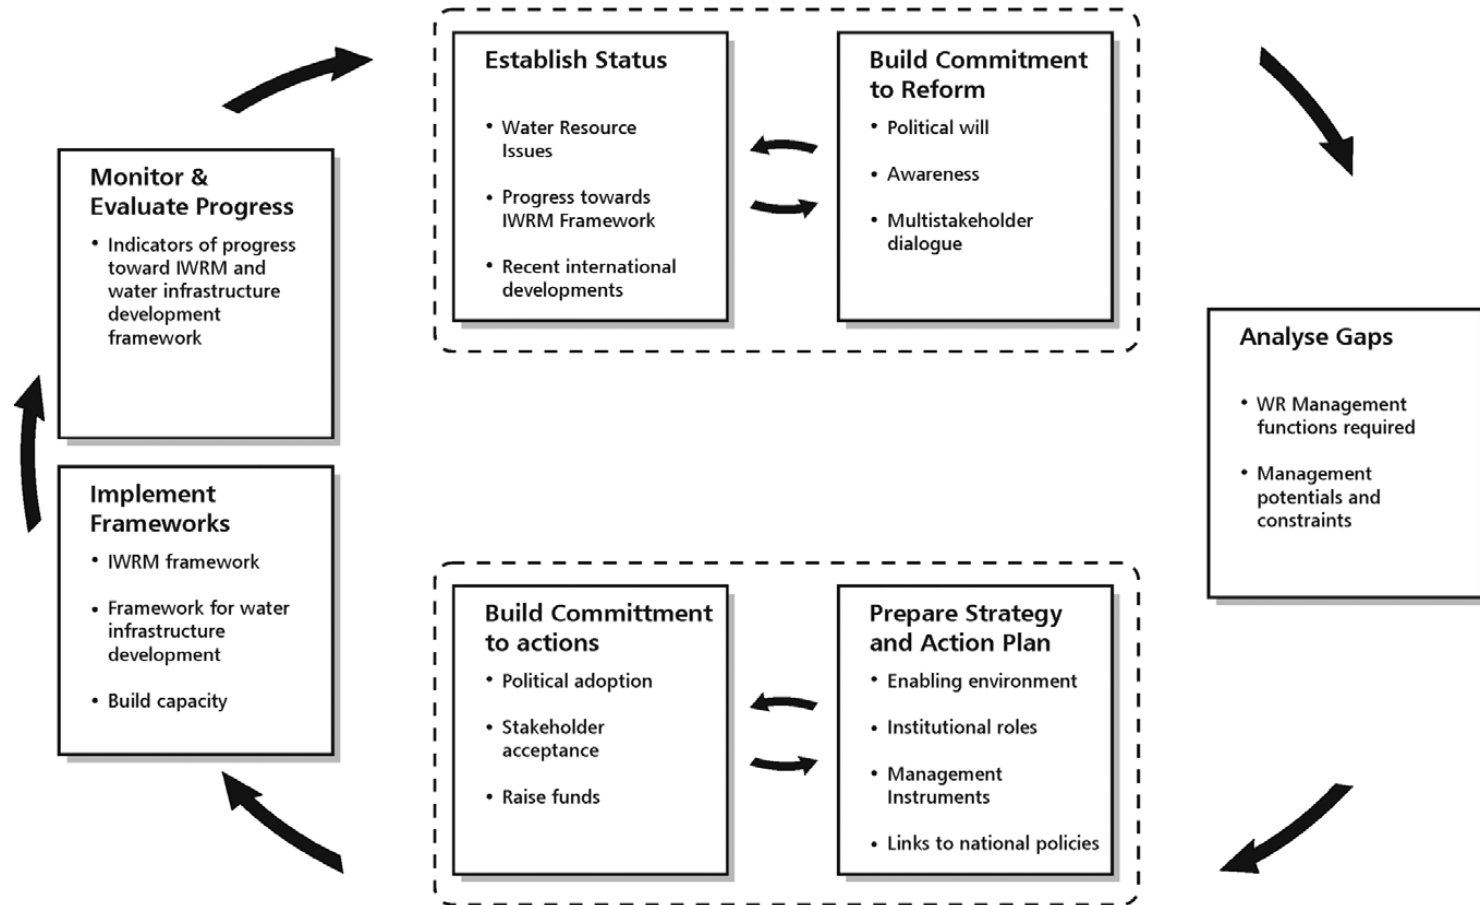 Establish Status
• Water Resource
Issues
• Progress towards
IWRM Framework
• Recent international
developments
Build Commitment
to Reform
• Political will
• Awareness
• Multistakeholder
dialogue
Analyse Gaps
• WR Management
functions required
• Management
potentials and
constraints
Prepare Strategy
and Action Plan
• Enabling environment
• Institutional roles
• Management
Instruments
• Links to national policies
Build Committment
to actions
• Political adoption
• Stakeholder
acceptance
• Raise funds
Implement
Frameworks
• IWRM framework
• Framework for water
infrastructure
development
• Build capacity
Monitor &
Evaluate Progress
• Indicators of progress
toward IWRM and
water infrastructure
development
framework